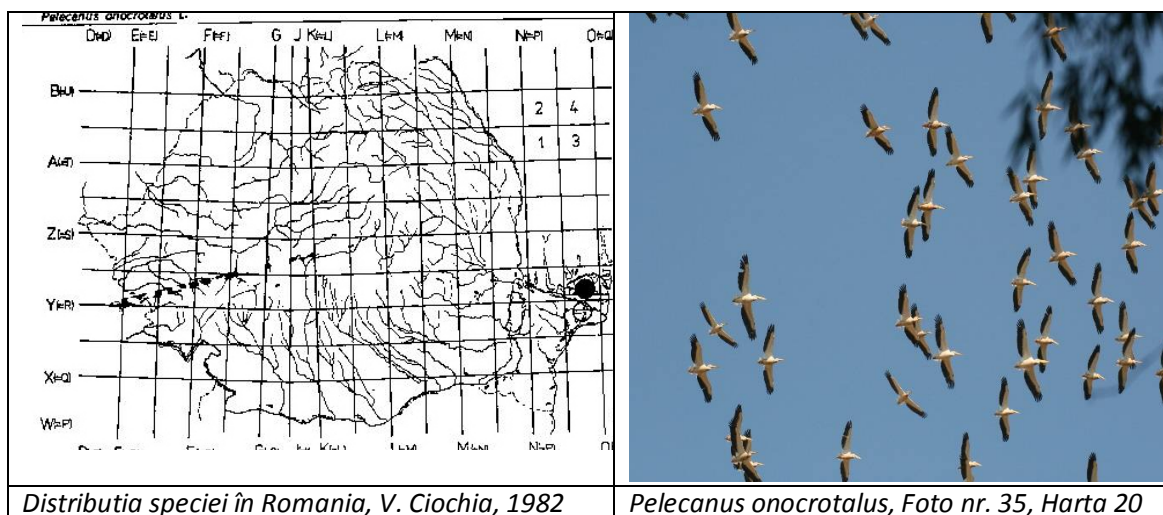 Pelecanus onocrotalus L.
D(=D) E(=E) F(=F) G J K(=L) L(=M) M(=N) N(=P) O(=Q)
B(=U)
2 4
A(=T)
1 3
Z(=S)
Y(=R)
X(=Q)
W(=P)
Distributia speciei în Romania, V. Ciochia, 1982
Pelecanus onocrotalus, Foto nr. 35, Harta 20